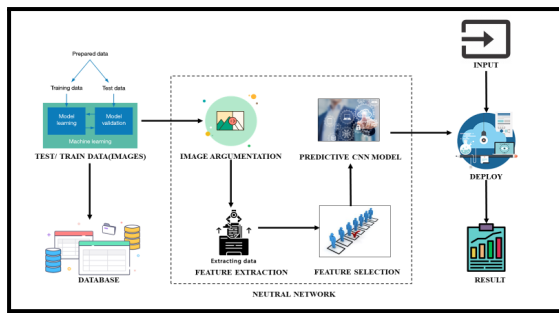 Prepared data
Training data
Test data
Model learning
Model validation
Machine learning
TEST/ TRAIN DATA(IMAGES)
DATABASE
IMAGE ARGUMENTATION
Extracting data
FEATURE EXTRACTION
PREDICTIVE CNN MODEL
FEATURE SELECTION
NEUTRAL NETWORK
INPUT
DEPLOY
RESULT